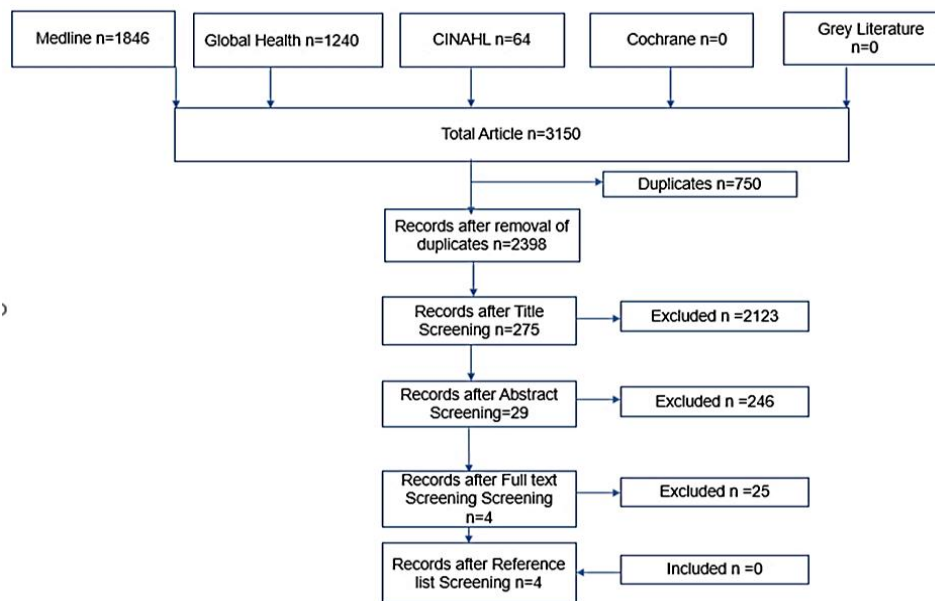 Medline n=1846
Global Health n=1240
CINAHL n=64
Cochrane n=0
Grey Literature
n=0
Total Article n=3150
Duplicates n=750
Records after removal of
duplicates n=2398
Records after Title
Screening n=275
Excluded n =2123
Records after Abstract
Screening=29
Excluded n =246
Records after Full text
Screening Screening
n=4
Excluded n =25
Records after Reference
list Screening n=4
Included n =0